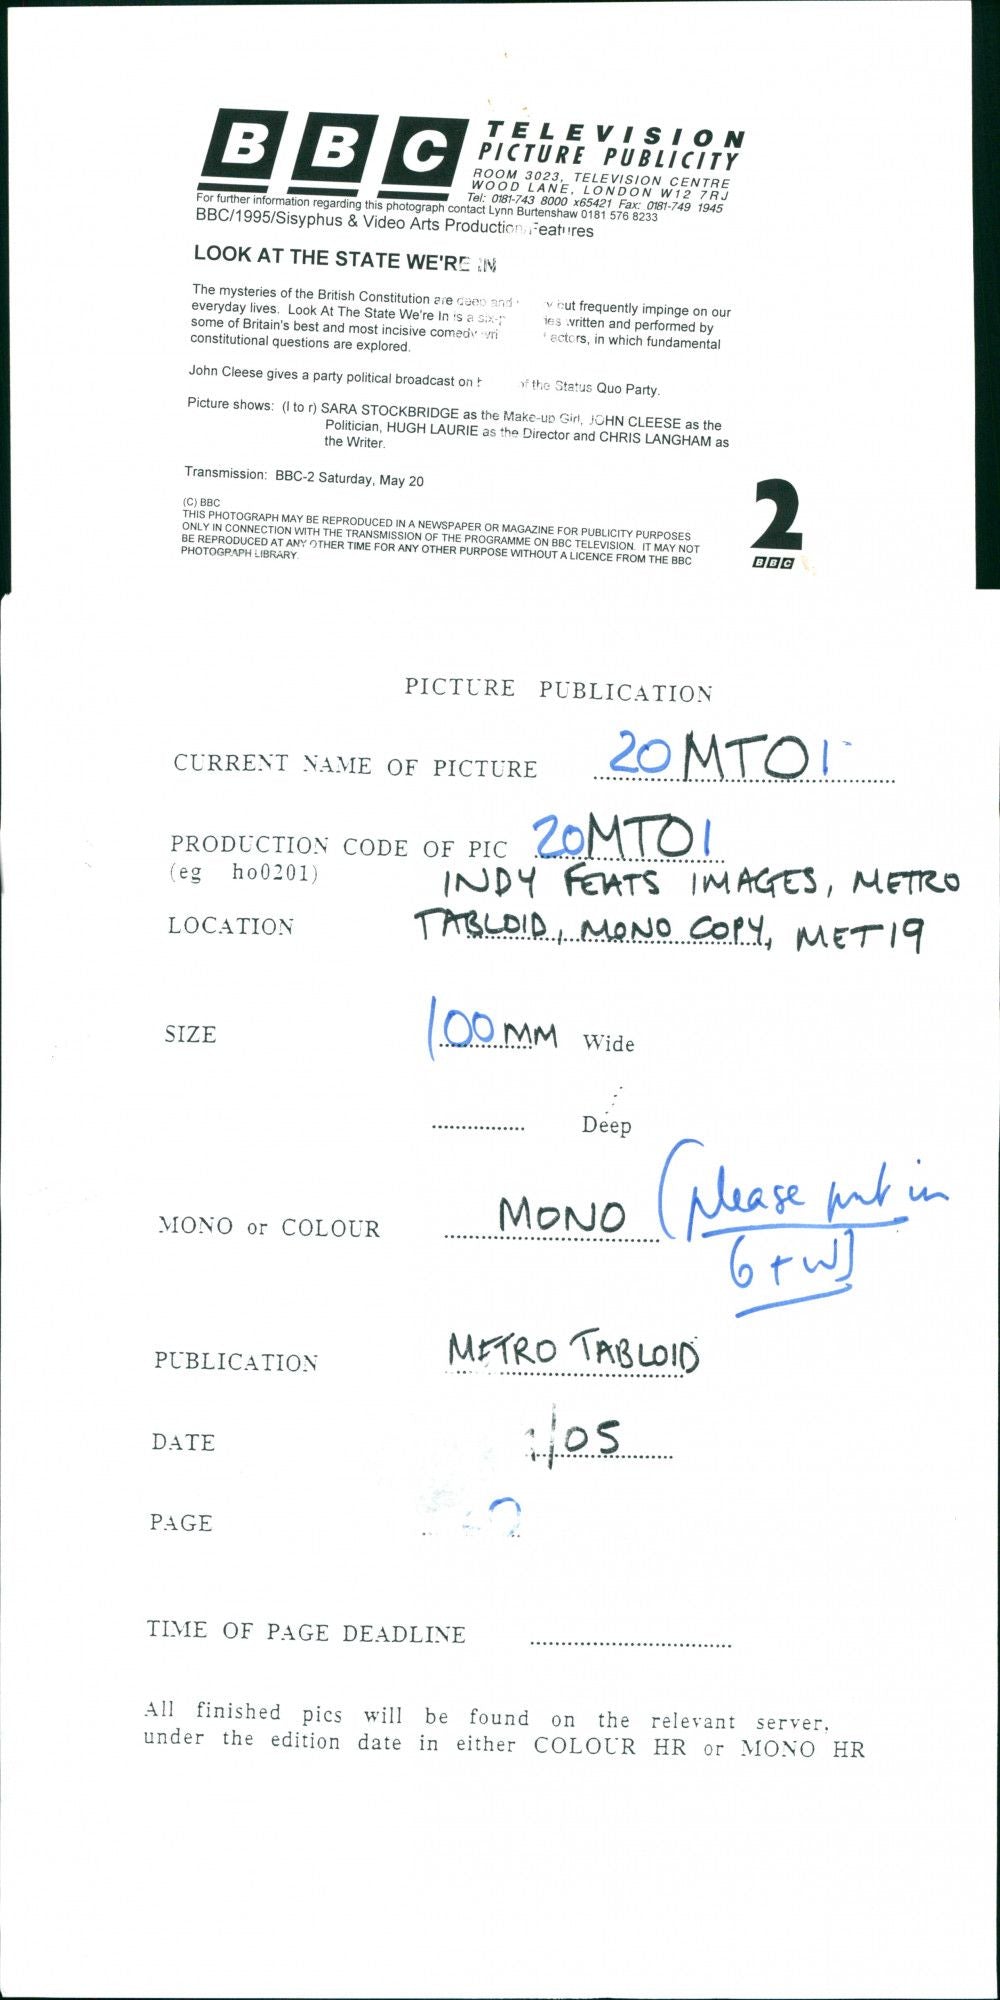 BBC TELEVISION
PICTURE PUBLICITY
ROOM 3023, TELEVISION CENTRE
WOOD LANE, LONDON W12 7RJ
Tel: 0181-743 8000 x65421 Fax: 0181-749 1945
For further information regarding this photograph contact Lynn Burtenshaw 0181 576 8233
BBC/1995/Sisyphus & Video Arts Production Features
LOOK AT THE STATE WE'RE IN
The mysteries of the British Constitution are deep and but frequently impinge on our
everyday lives. Look At The State We're In is a written and performed by
some of Britain's best and most incisive comedy actors, in which fundamental
constitutional questions are explored.
John Cleese gives a party political broadcast on of the Status Quo Party.
Picture shows: (l to r) SARA STOCKBRIDGE as the Make-up Girl, JOHN CLEESE as the
Politician, HUGH LAURIE as the Director and CHRIS LANGHAM as
the Writer.
Transmission: BBC-2 Saturday, May 20
2
BBC
(C) BBC
THIS PHOTOGRAPH MAY BE REPRODUCED IN A NEWSPAPER OR MAGAZINE FOR PUBLICITY PURPOSES
ONLY IN CONNECTION WITH THE TRANSMISSION OF THE PROGRAMME ON BBC TELEVISION. IT MAY NOT
BE REPRODUCED AT ANY OTHER TIME FOR ANY OTHER PURPOSE WITHOUT A LICENCE FROM THE BBC
PHOTOGRAPH LIBRARY.
PICTURE PUBLICATION
CURRENT NAME OF PICTURE 20MTO1
PRODUCTION CODE OF PIC 20MTO1
(eg ho0201) INDY FEATS IMAGES, METRO
LOCATION TABLOID, MONO COPY, MET19
SIZE 100MM Wide
Deep
MONO or COLOUR MONO (please put in
G+W)
PUBLICATION METRO TABLOID
DATE /05
PAGE
TIME OF PAGE DEADLINE
All finished pics will be found on the relevant server,
under the edition date in either COLOUR HR or MONO HR